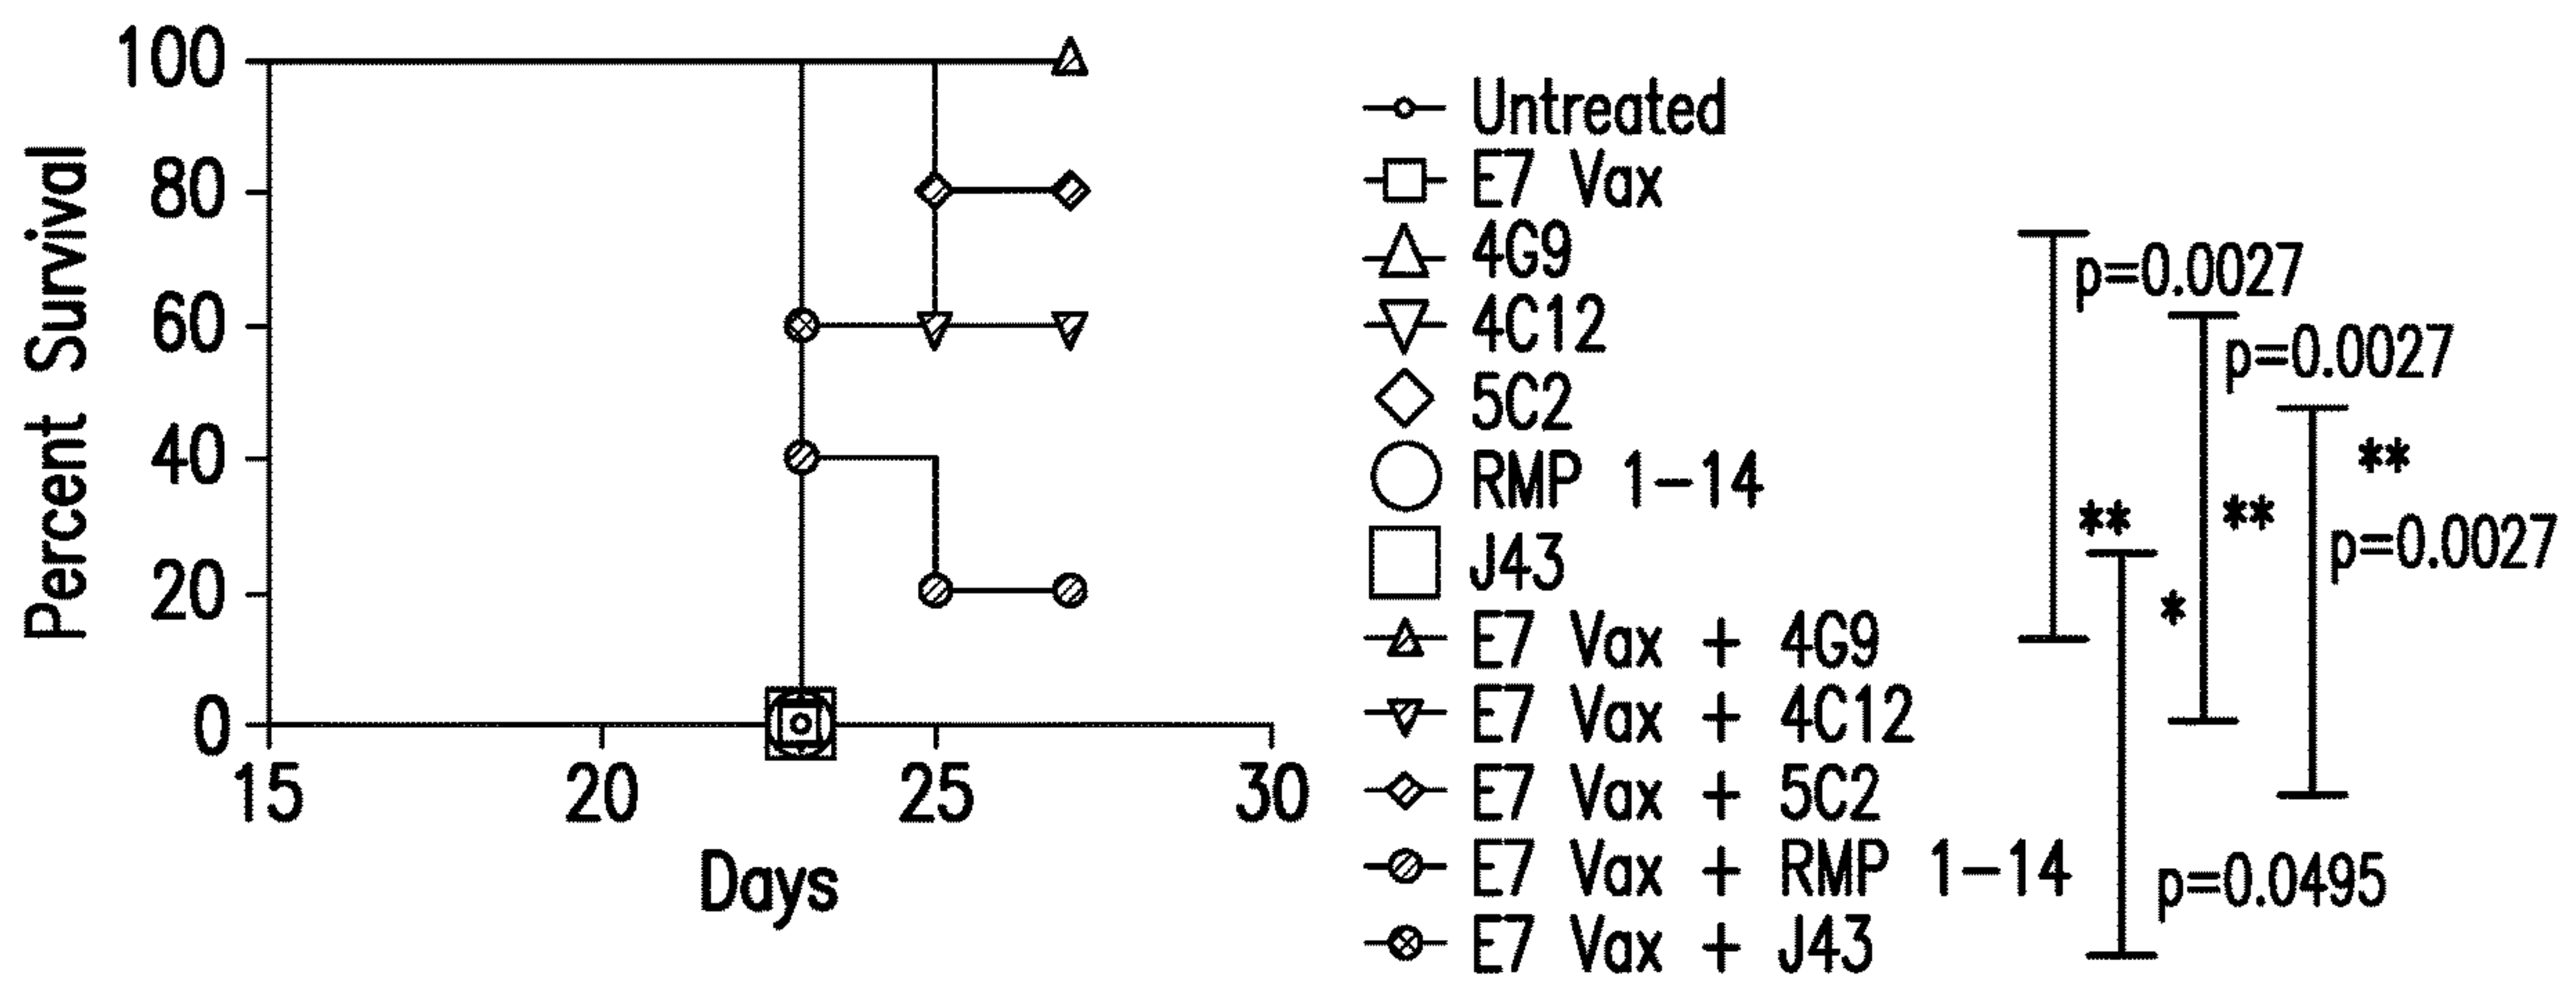 100
80
60
40
20
0
Percent Survival
15 20 25 30
Days
Untreated
E7 Vax
4G9
4C12
5C2
RMP 1-14
J43
E7 Vax + 4G9
E7 Vax + 4C12
E7 Vax + 5C2
E7 Vax + RMP 1-14
E7 Vax + J43
p=0.0027
p=0.0027
**
** **
p=0.0027
*
p=0.0495